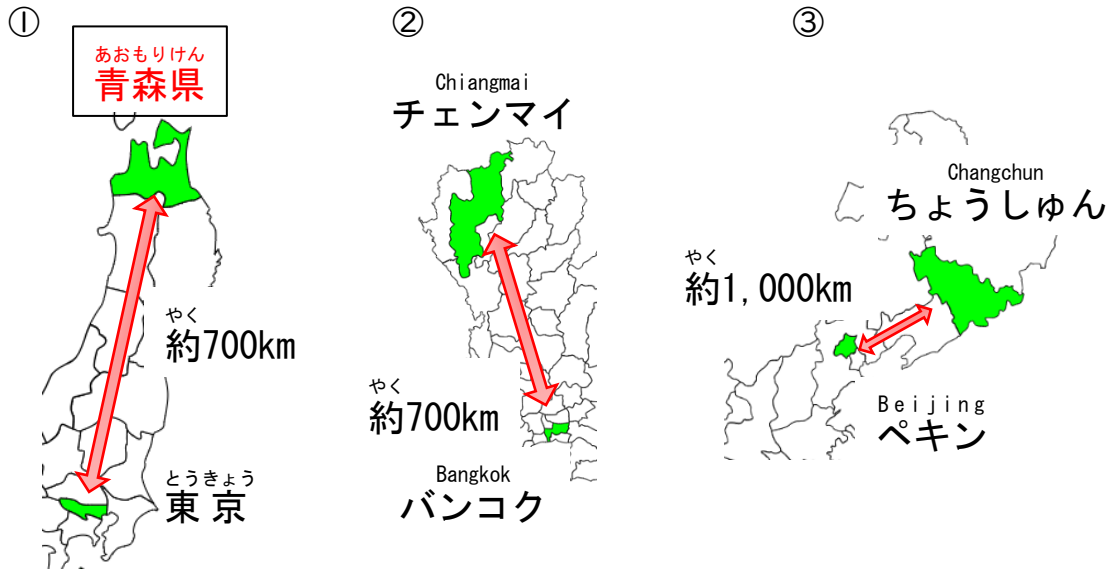 ①
あおもりけん
青森県
やく
約700km
とうきょう
東京
②
Chiangmai
チェンマイ
やく
約700km
Bangkok
バンコク
③
Changchun
ちょうしゅん
やく
約1,000km
Beijing
ペキン